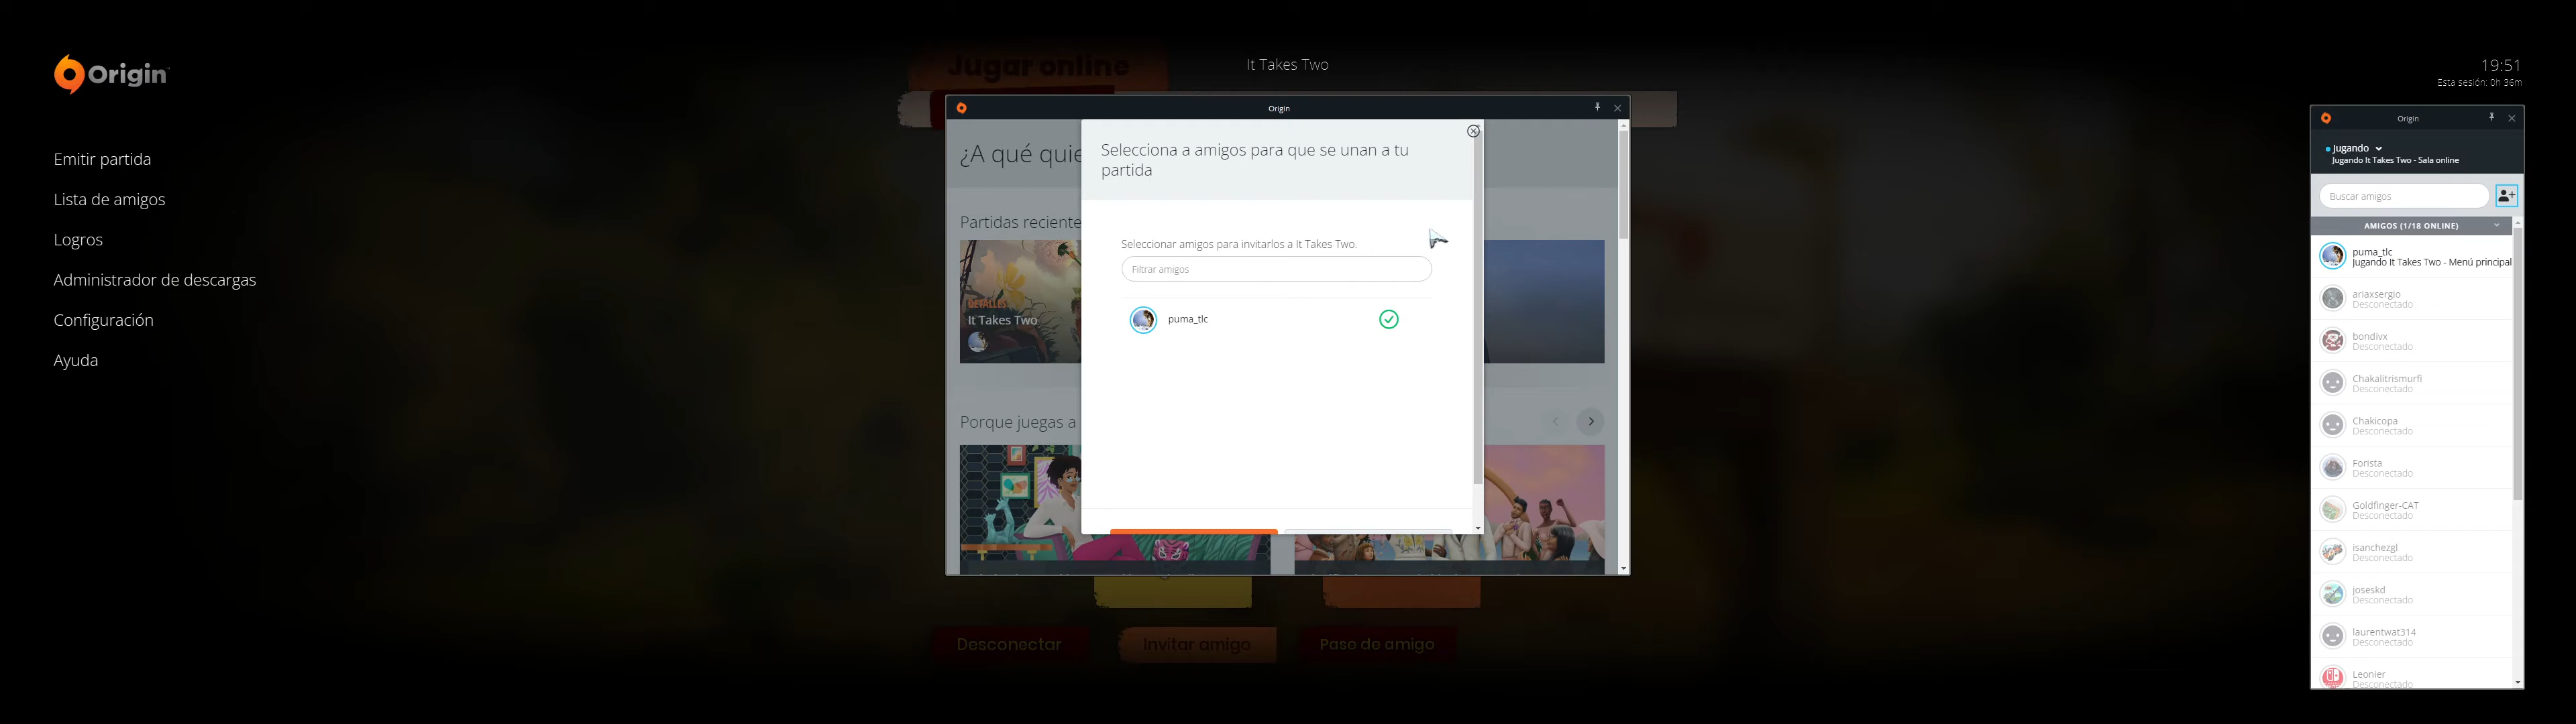 Origin
Emitir partida
Lista de amigos
Logros
Administrador de descargas
Configuración
Ayuda
Jugar online
It Takes Two
Origin
¿A qué quie
Partidas reciente
DETALLES
It Takes Two
Porque juegas a
Selecciona a amigos para que se unan a tu
partida
Seleccionar amigos para invitarlos a It Takes Two.
Filtrar amigos
puma_tlc
Desconectar
Invitar amigo
Pase de amigo
19:51
Esta sesión: 0h 36m
Origin
Jugando
Jugando It Takes Two - Sala online
Buscar amigos
AMIGOS (1/18 ONLINE)
puma_tlc
Jugando It Takes Two - Menú principal
ariaxsergio
Desconectado
bondivx
Desconectado
Chakalitrismurfi
Desconectado
Chakicopa
Desconectado
Forista
Desconectado
Goldfinger-CAT
Desconectado
isanchezgl
Desconectado
joseskd
Desconectado
laurentwat314
Desconectado
Leonier
Desconectado